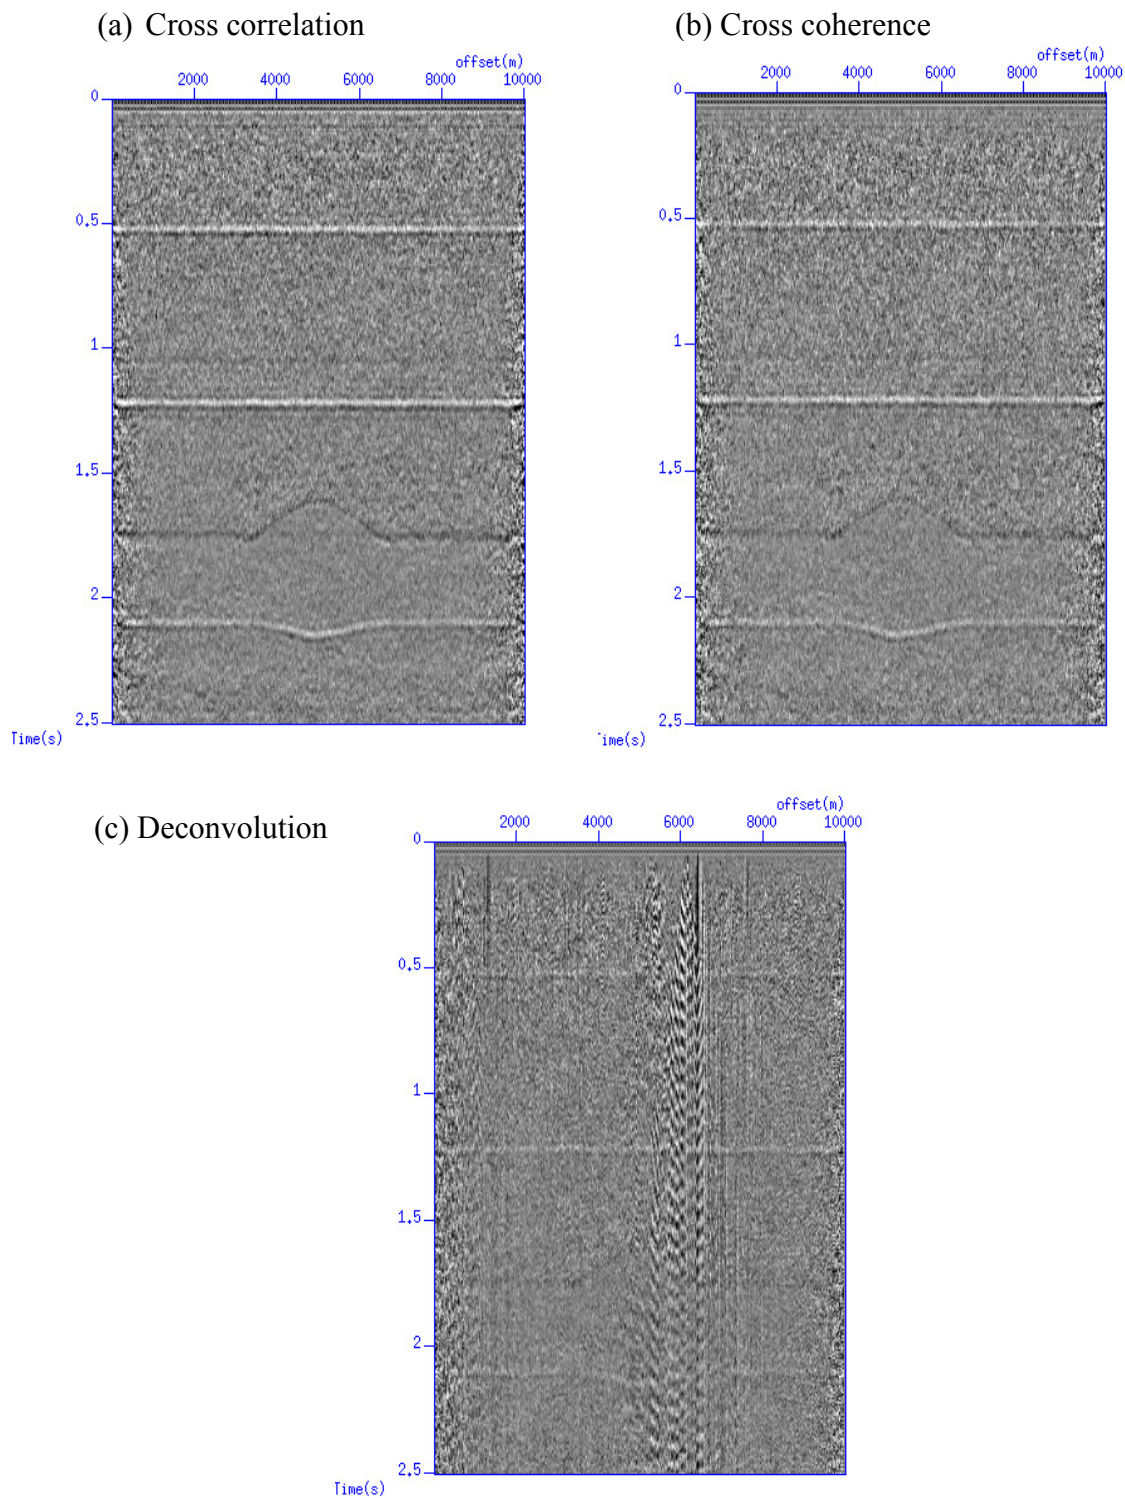 (a) Cross correlation
(b) Cross coherence
offset(m)
2000 4000 6000 8000 10000
0
0.5
1
1.5
2
2.5
Time(s)
offset(m)
2000 4000 6000 8000 10000
0
0.5
1
1.5
2
2.5
ime(s)
(c) Deconvolution
offset(m)
2000 4000 6000 8000 10000
0
0.5
1
1.5
2
2.5
Time(s)